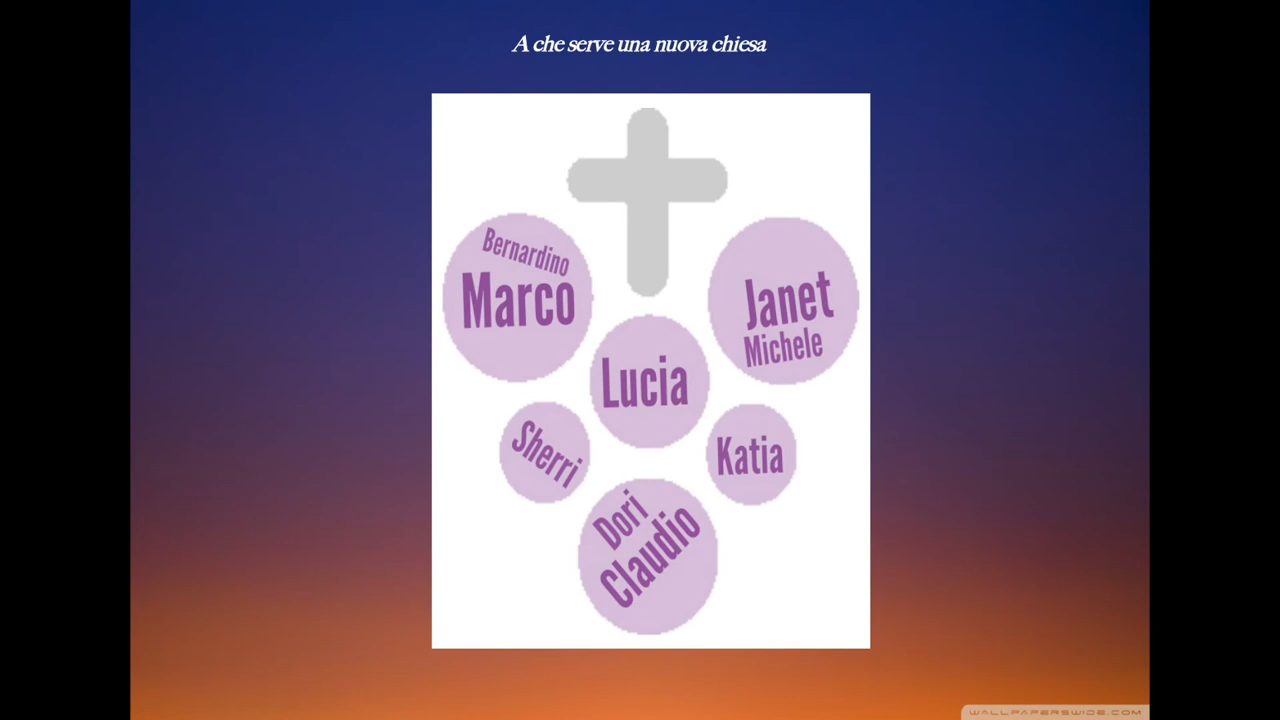 A che serve una nuova chiesa
Bernardino
Marco
Janet
Michele
Lucia
Sherri
Katia
Dori
Claudio
WALLPAPERSWIDE.COM